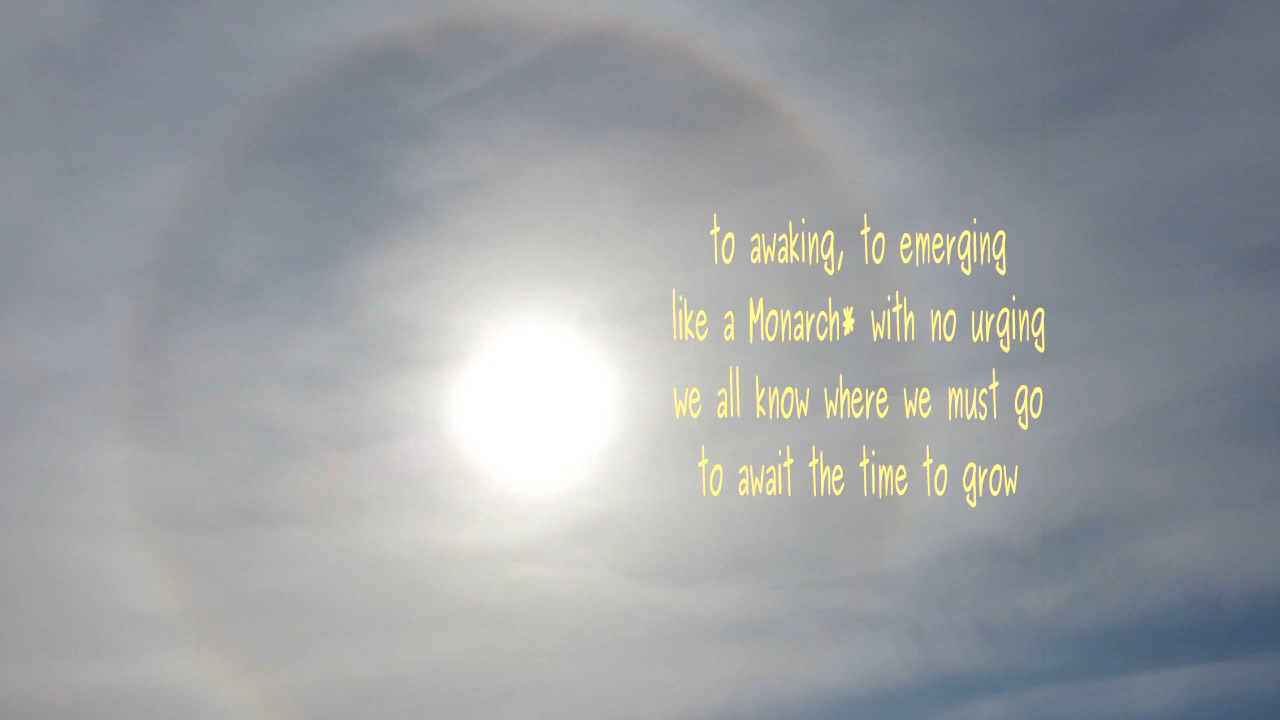 to awaking, to emerging
like a Monarch* with no urging
we all know where we must go
to await the time to grow